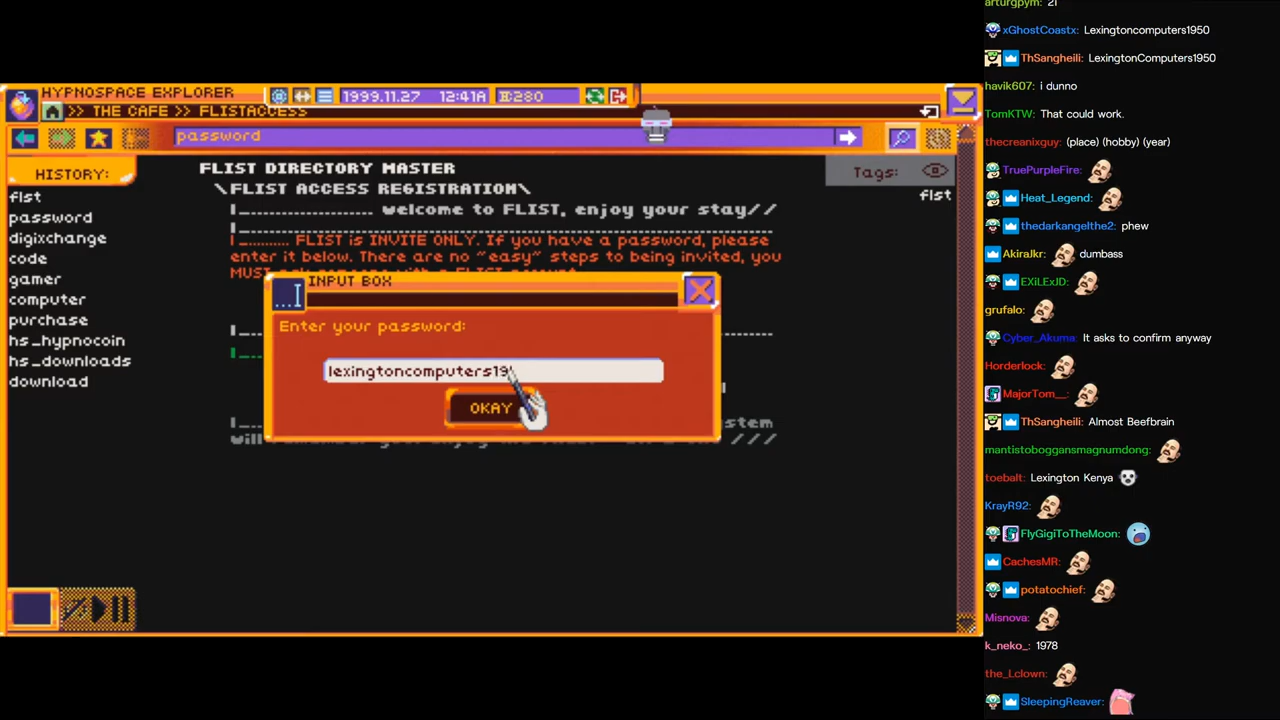 HYPNOSPACE EXPLORER
1999.11.27 12:41A
280
>> THE CAFE >> FLISTACCESS
password
HISTORY:
fist
password
digixchange
code
gamer
computer
purchase
hs_hypnocoin
hs_downloads
download
FLIST DIRECTORY MASTER
\FLIST ACCESS REGISTRATION\
welcome to FLIST, enjoy your stay//
FLIST is INVITE ONLY. If you have a password, please
enter it below. There are no "easy" steps to being invited, you
Tags:
flst
INPUT BOX
Enter your password:
lexingtoncomputers19
OKAY
stem
///
arturgpym: 21
xGhostCoastx: Lexingtoncomputers1950
ThSangheili: LexingtonComputers1950
havik607: i dunno
TomKTW: That could work.
thecreanixguy: (place) (hobby) (year)
TruePurpleFire:
Heat_Legend:
thedarkangelthe2: phew
AkiraJkr: dumbass
EXiLExJD:
grufalo:
Cyber_Akuma: It asks to confirm anyway
Horderlock:
MajorTom__:
ThSangheili: Almost Beefbrain
mantistoboggansmagnumdong:
toebalt: Lexington Kenya
KrayR92:
FlyGigiToTheMoon:
CachesMR:
potatochief:
Misnova:
k_neko_: 1978
the_Lclown:
SleepingReaver: